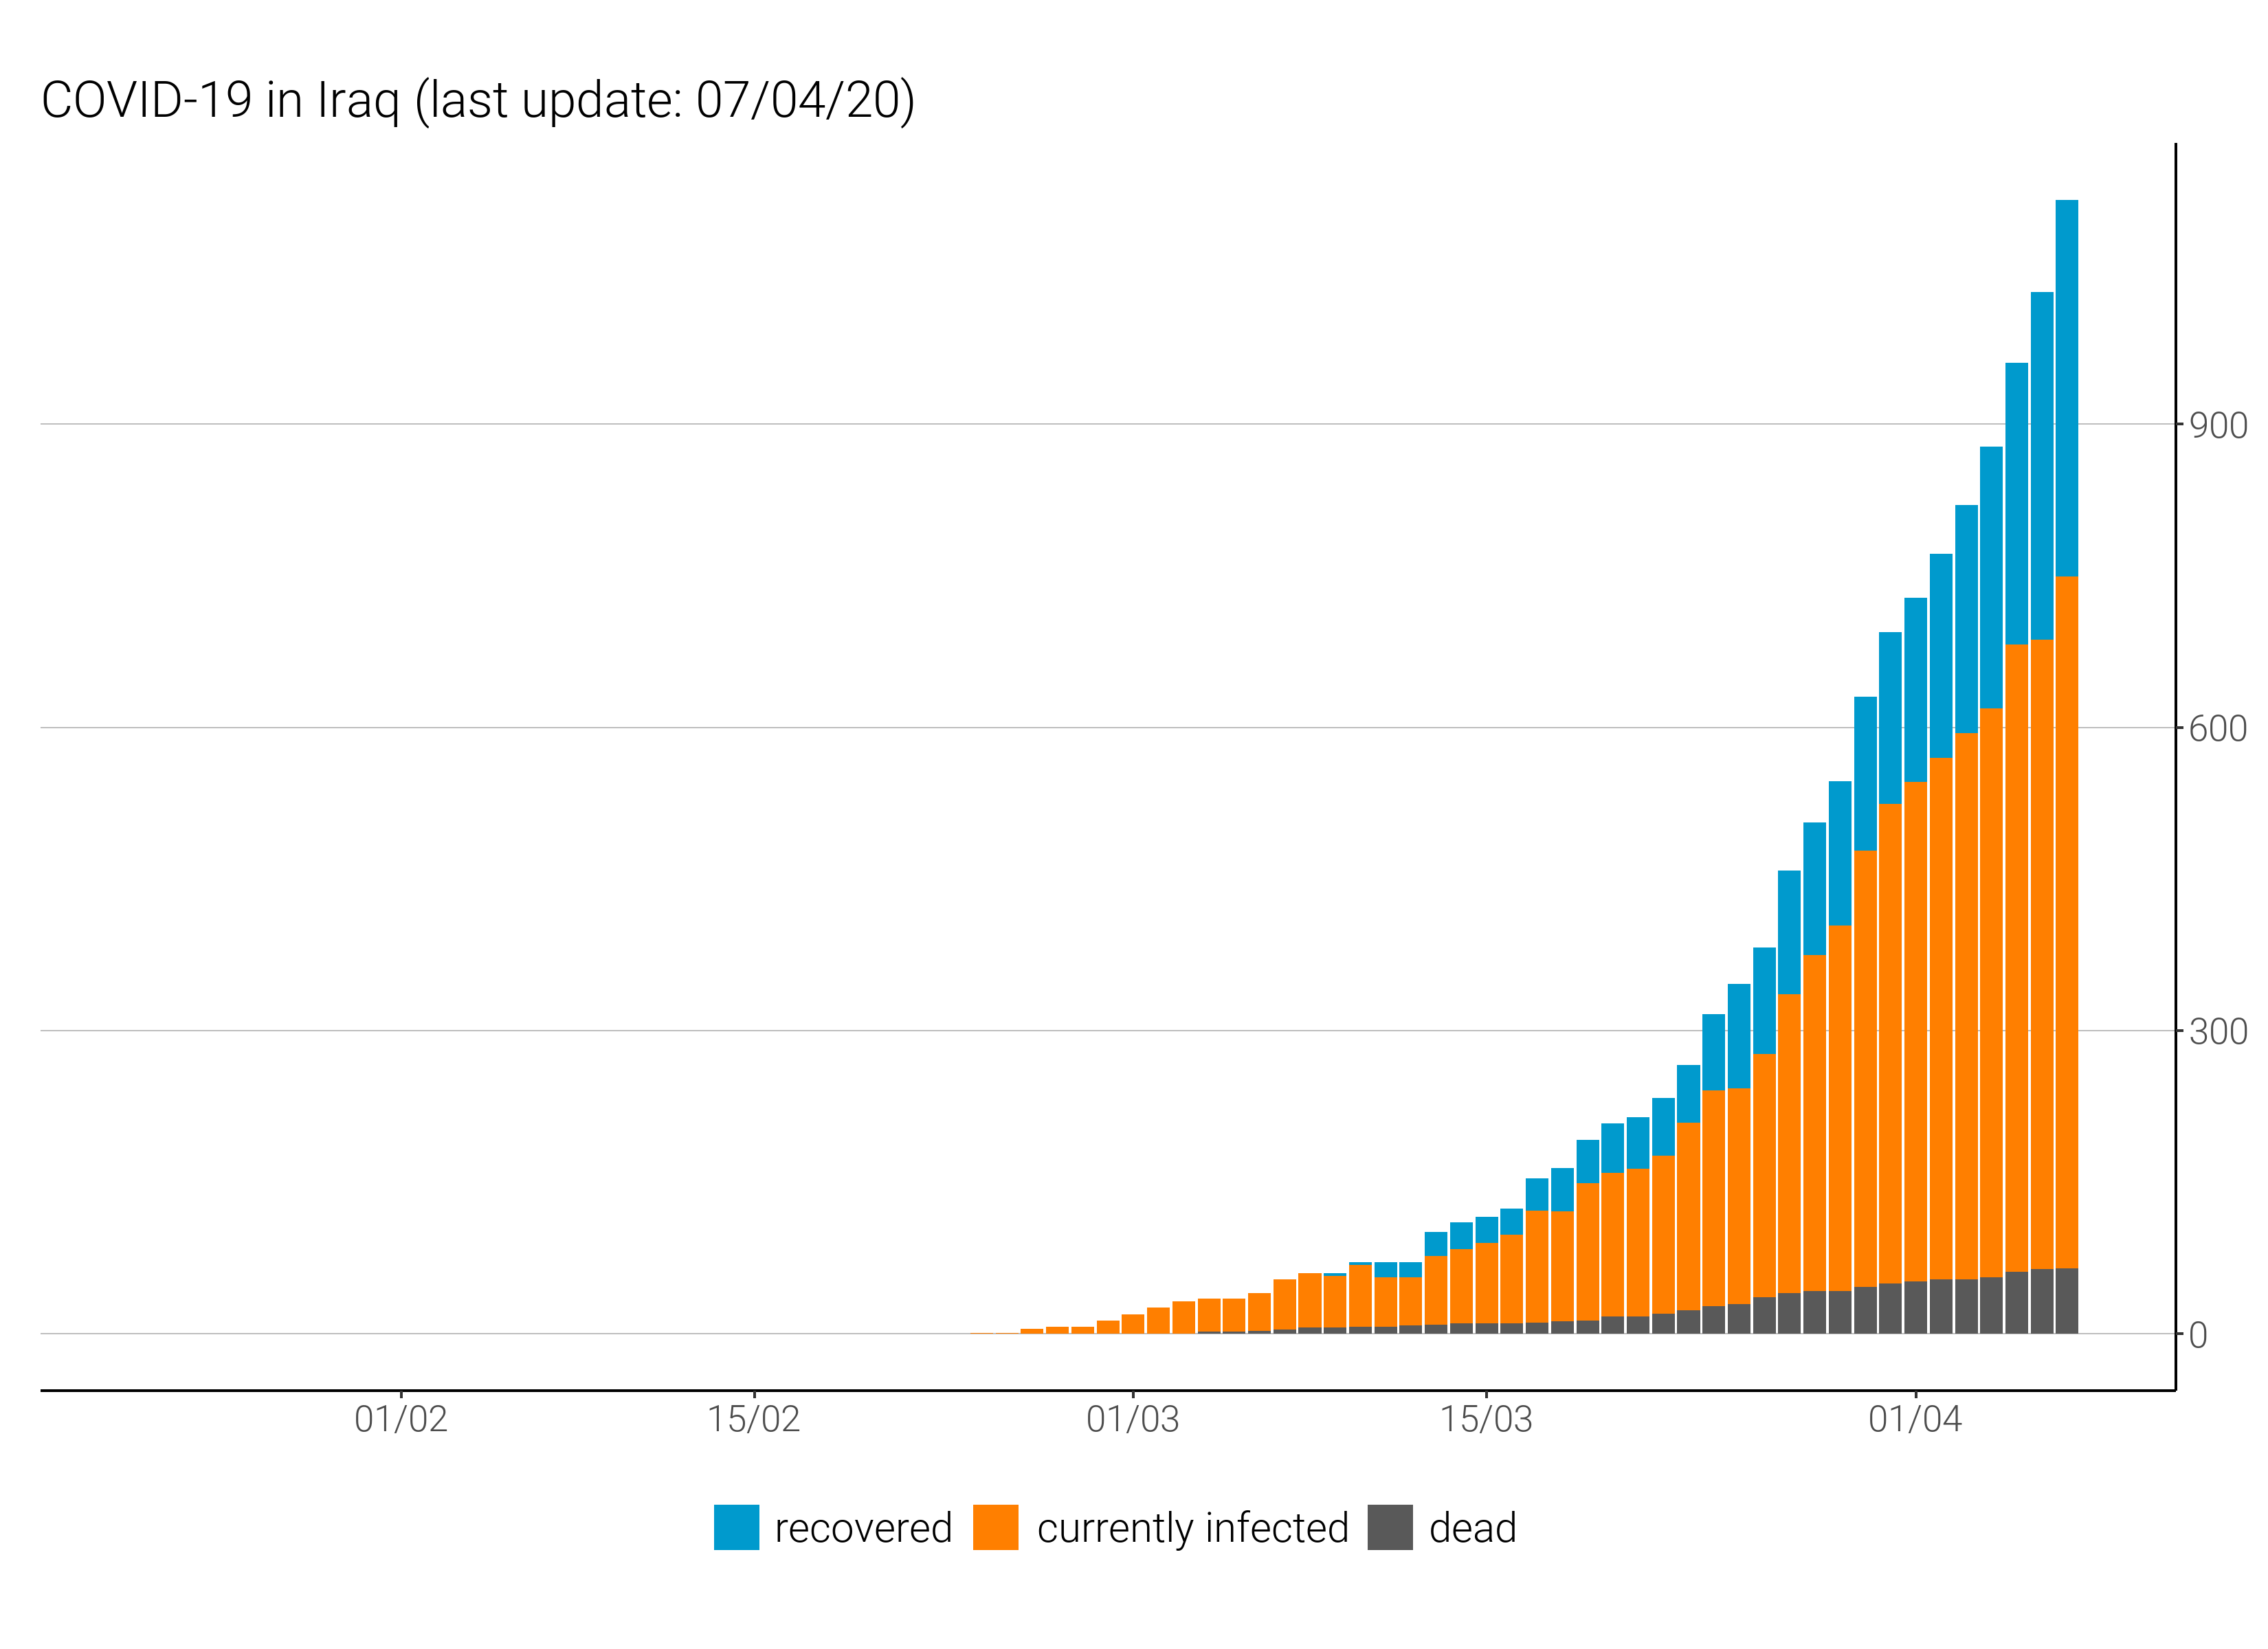 COVID-19 in Iraq (last update: 07/04/20)
900
600
300
0
01/02 15/02 01/03 15/03 01/04
recovered currently infected dead